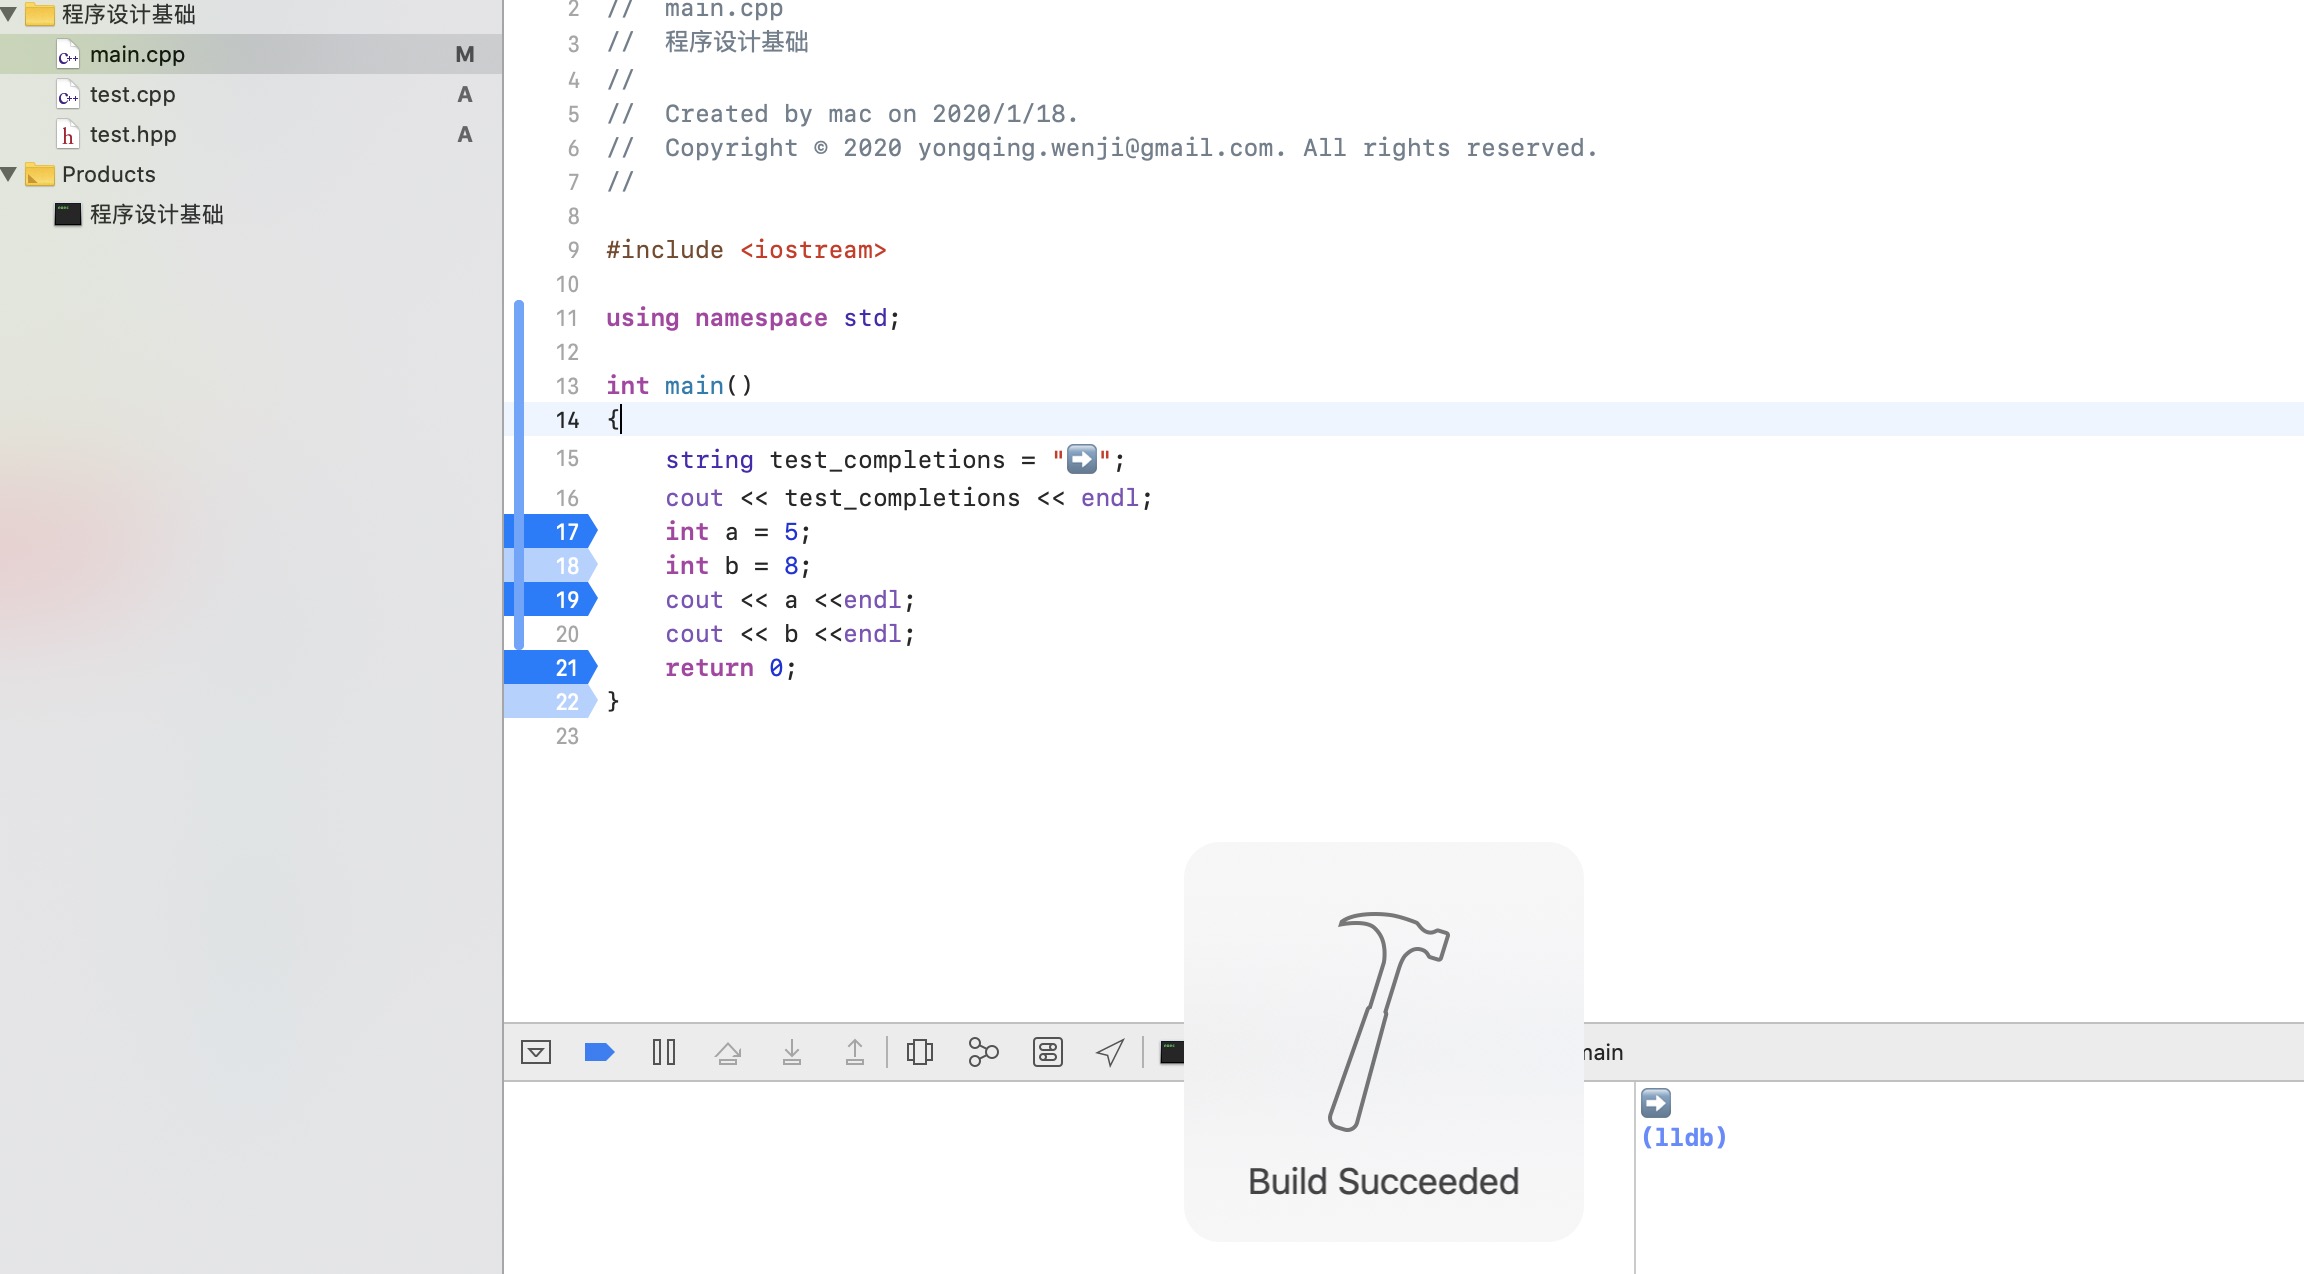 程序设计基础
main.cpp M
test.cpp A
test.hpp A
Products
程序设计基础
2 //  main.cpp
3 //  程序设计基础
4 //
5 //  Created by mac on 2020/1/18.
6 //  Copyright © 2020 yongqing.wenji@gmail.com. All rights reserved.
7 //
8
9 #include <iostream>
10
11 using namespace std;
12
13 int main()
14 {
15     string test_completions = "➡️";
16     cout << test_completions << endl;
17     int a = 5;
18     int b = 8;
19     cout << a <<endl;
20     cout << b <<endl;
21     return 0;
22 }
23
➡️
(lldb)
Build Succeeded